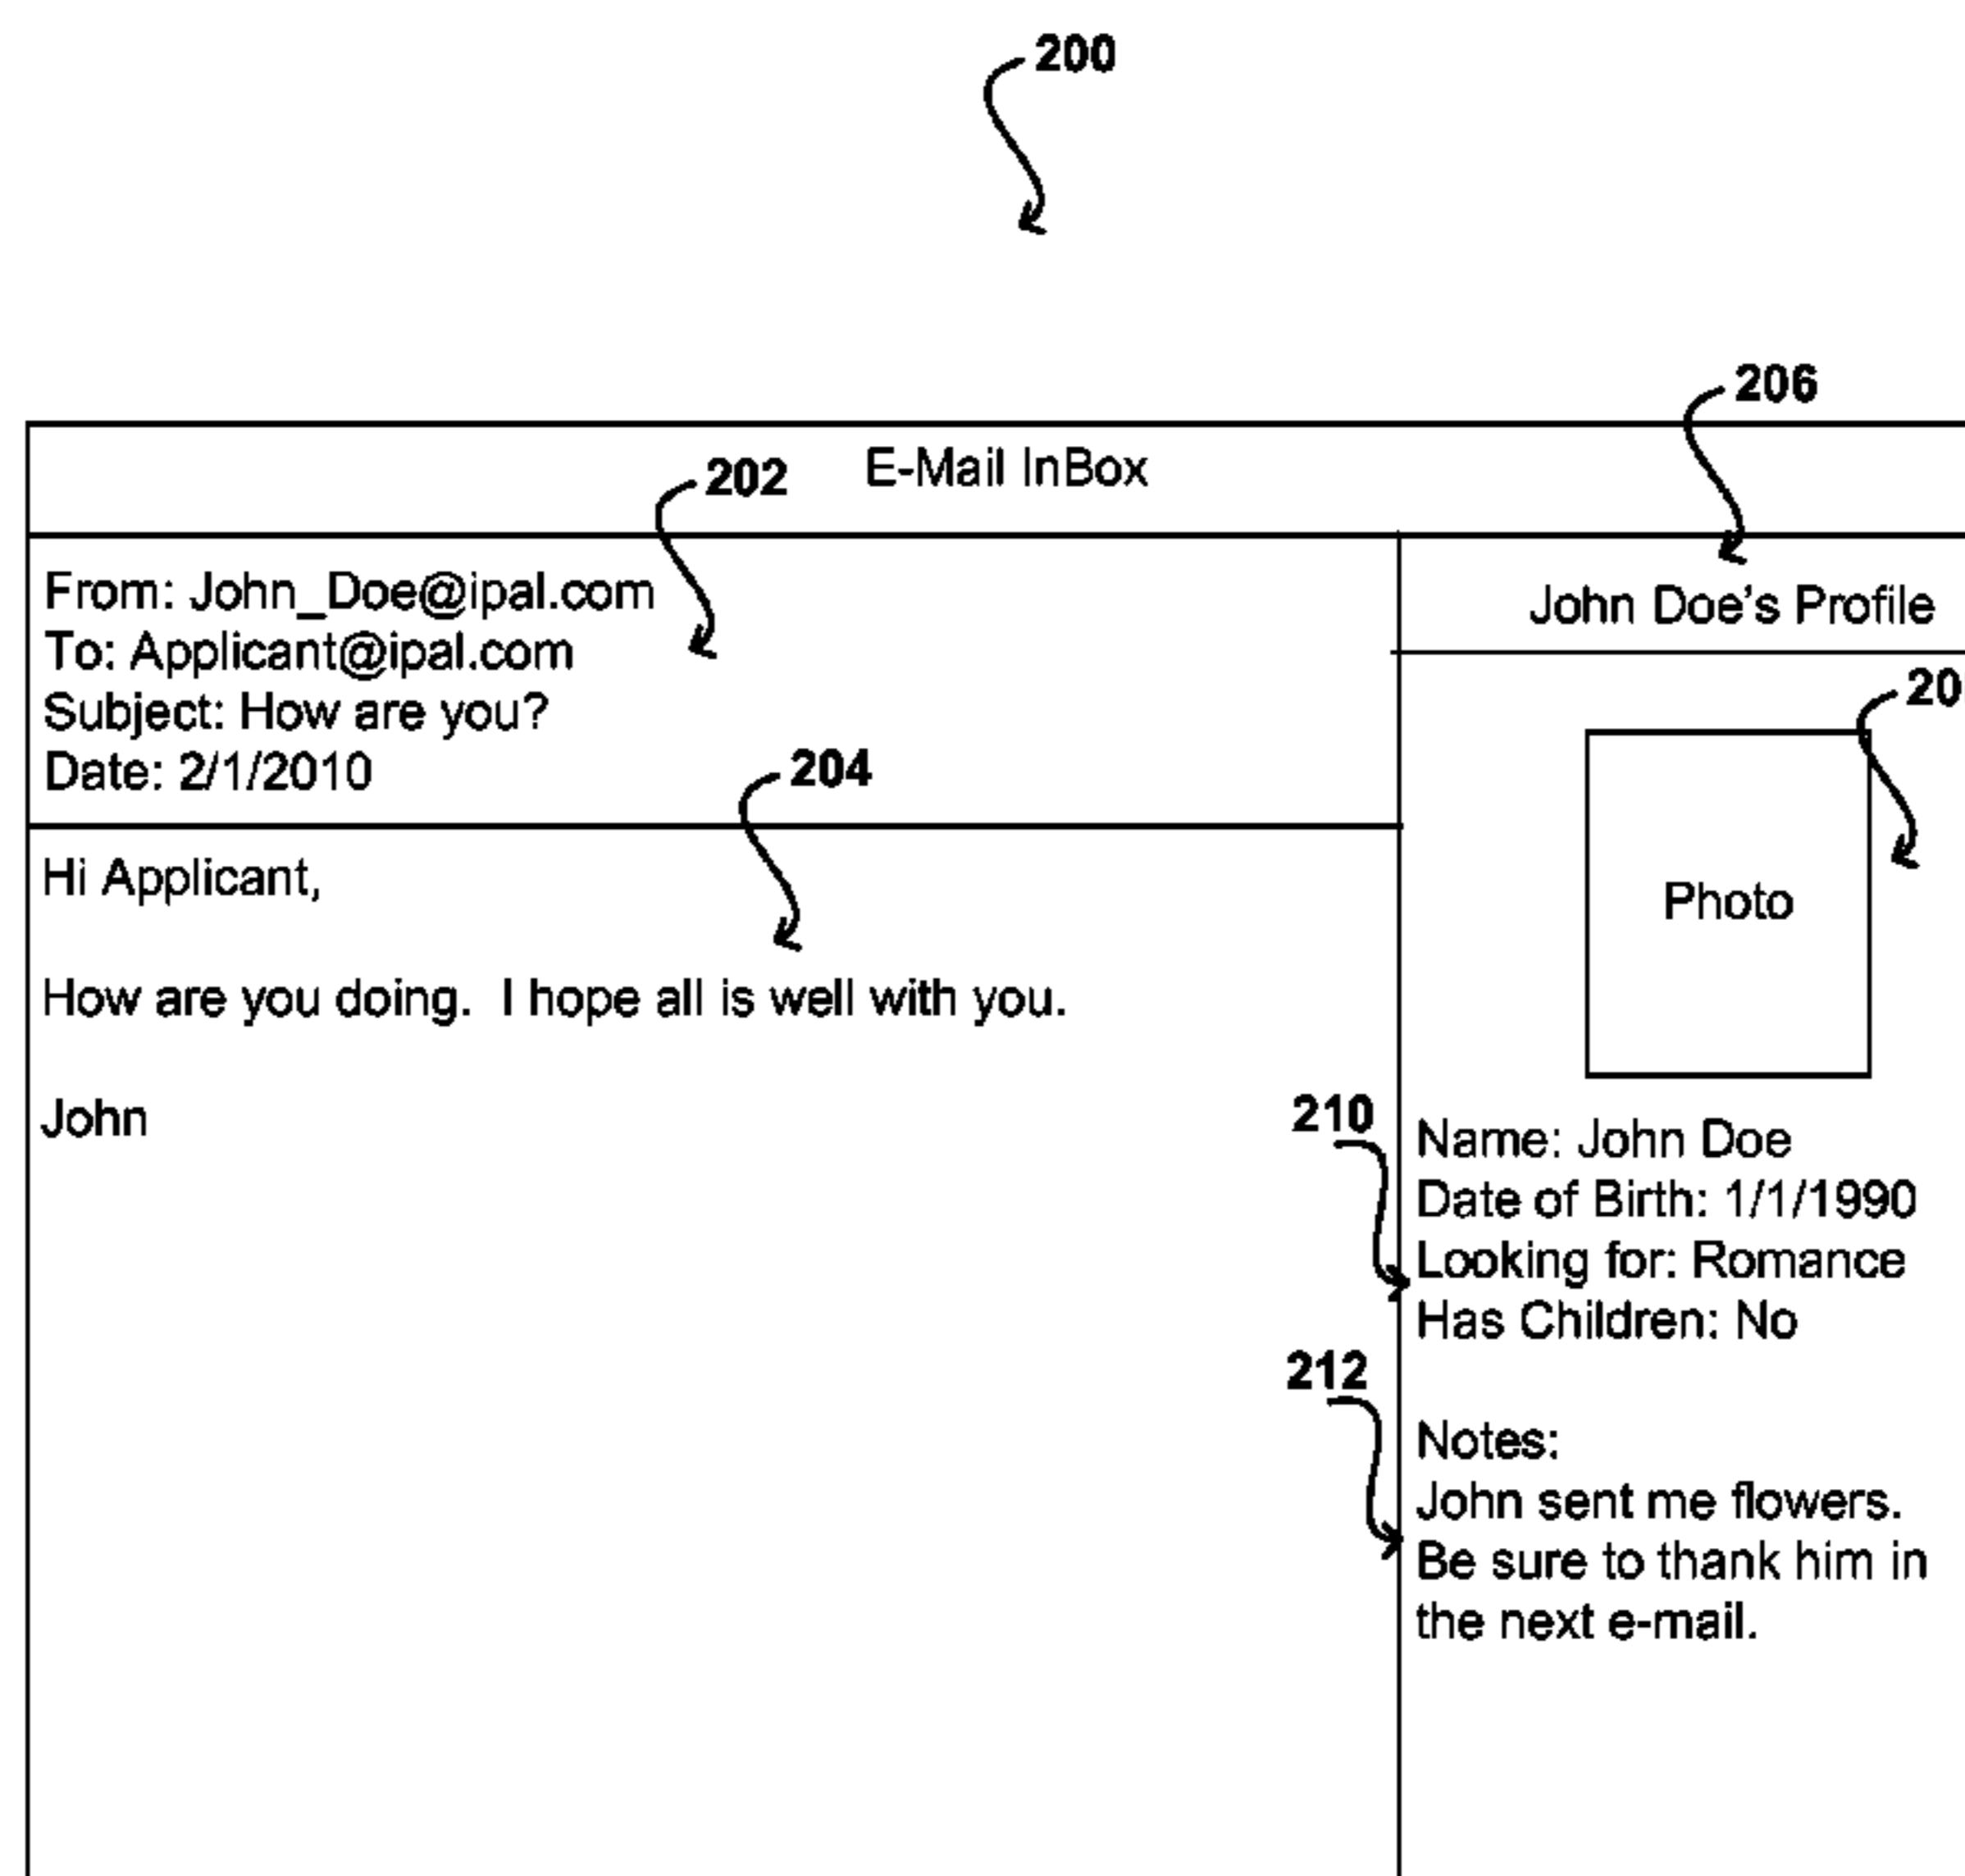 200
206
E-Mail InBox
202
From: John_Doe@ipal.com
To: Applicant@ipal.com
Subject: How are you?
Date: 2/1/2010
204
Hi Applicant,
How are you doing.  I hope all is well with you.
John
John Doe's Profile
20
Photo
210
Name: John Doe
Date of Birth: 1/1/1990
Looking for: Romance
Has Children: No
212
Notes:
John sent me flowers.
Be sure to thank him in
the next e-mail.